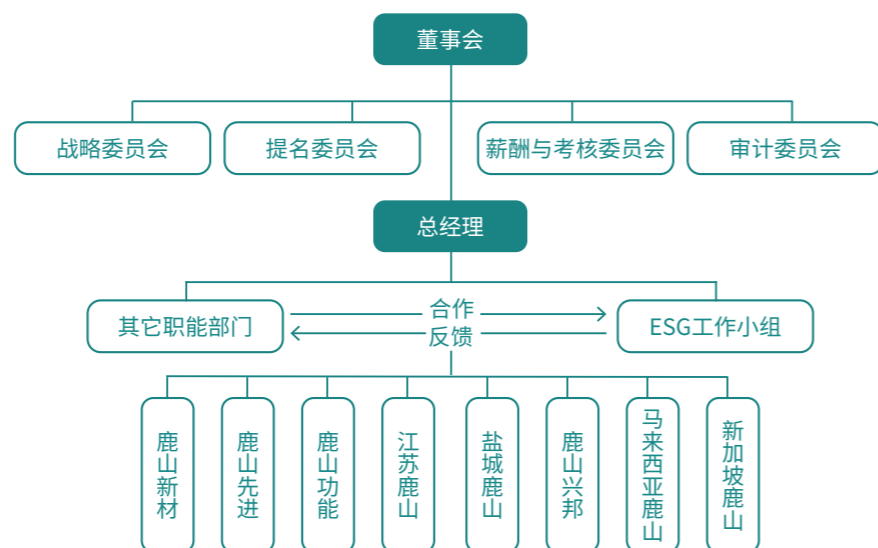 董事会
战略委员会
提名委员会
薪酬与考核委员会
审计委员会
总经理
其它职能部门
合作
反馈
ESG工作小组
鹿山新材
鹿山先进
鹿山功能
江苏鹿山
盐城鹿山
鹿山兴邦
马来西亚鹿山
新加坡鹿山